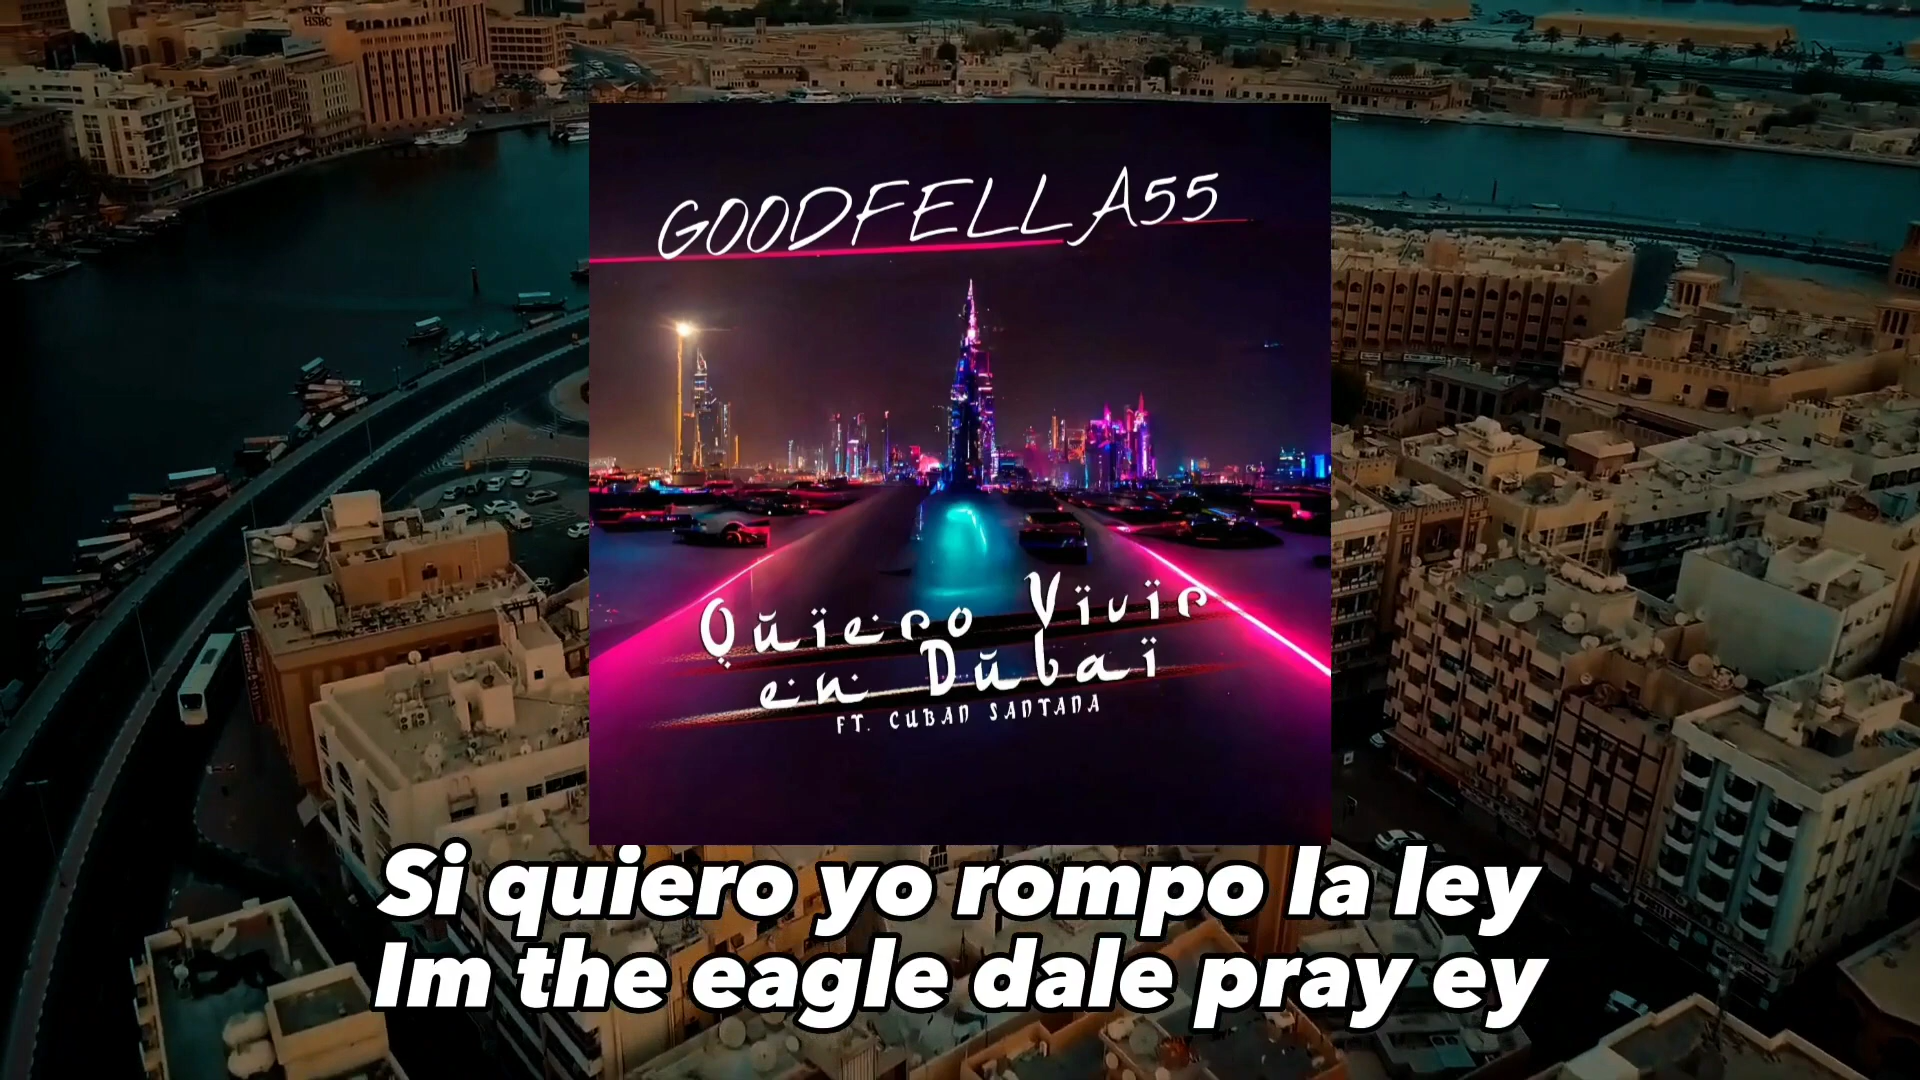 HSBC
GOODFELLA55
Quiero Vivir
en Dubai
FT. CUBAN SANTANA
Si quiero yo rompo la ley
Im the eagle dale pray ey